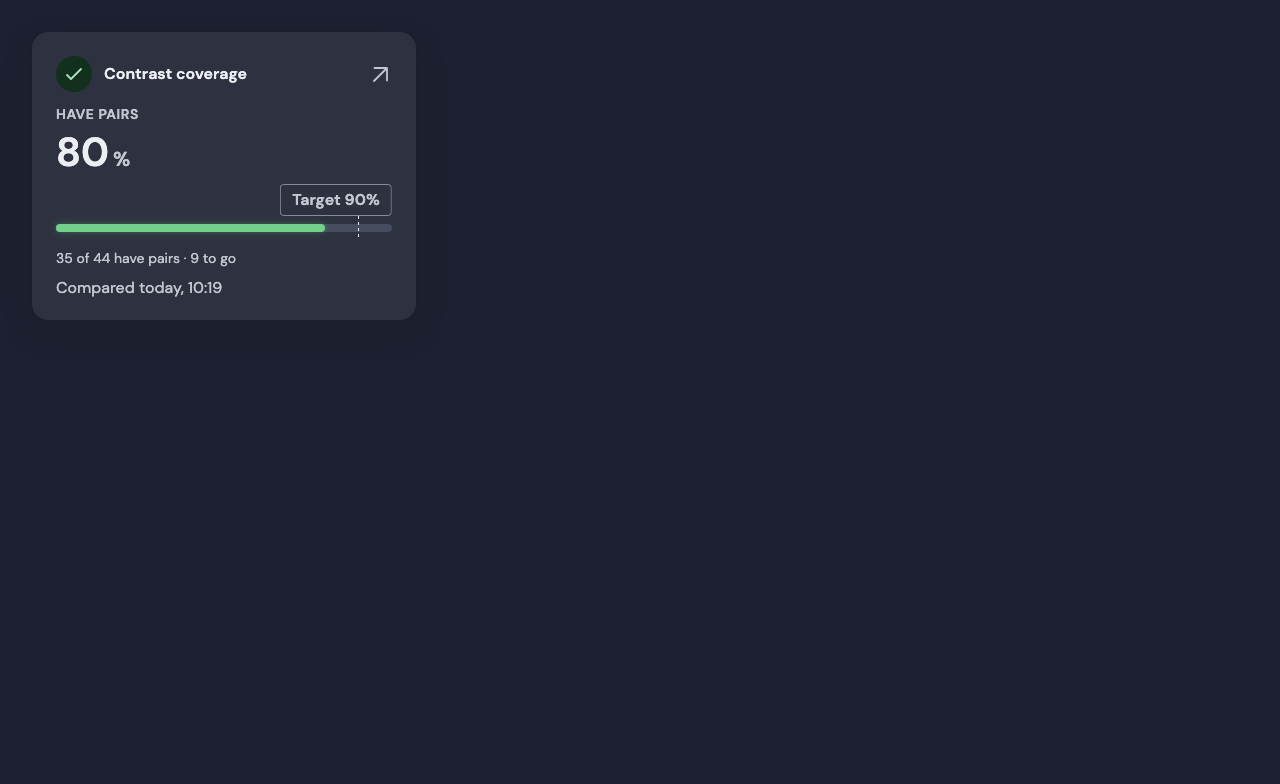 Contrast coverage
HAVE PAIRS
80 %
Target 90%
35 of 44 have pairs · 9 to go
Compared today, 10:19